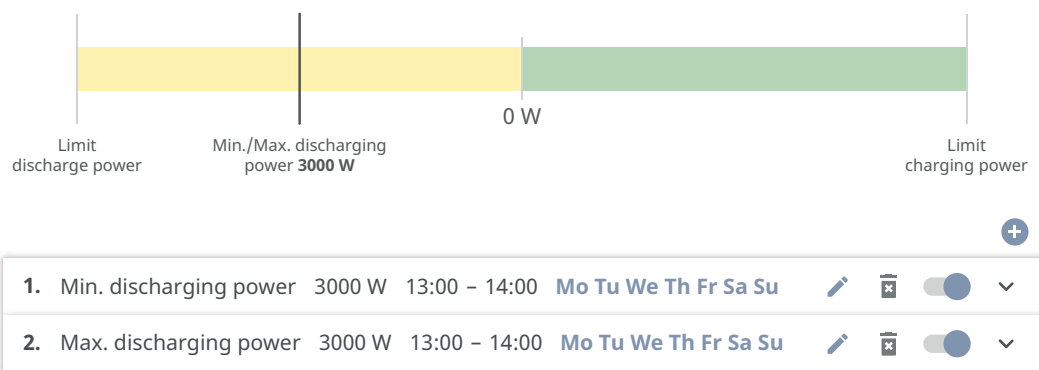 0 W
Limit
discharge power
Min./Max. discharging
power 3000 W
Limit
charging power
1. Min. discharging power 3000 W 13:00 – 14:00 Mo Tu We Th Fr Sa Su
2. Max. discharging power 3000 W 13:00 – 14:00 Mo Tu We Th Fr Sa Su